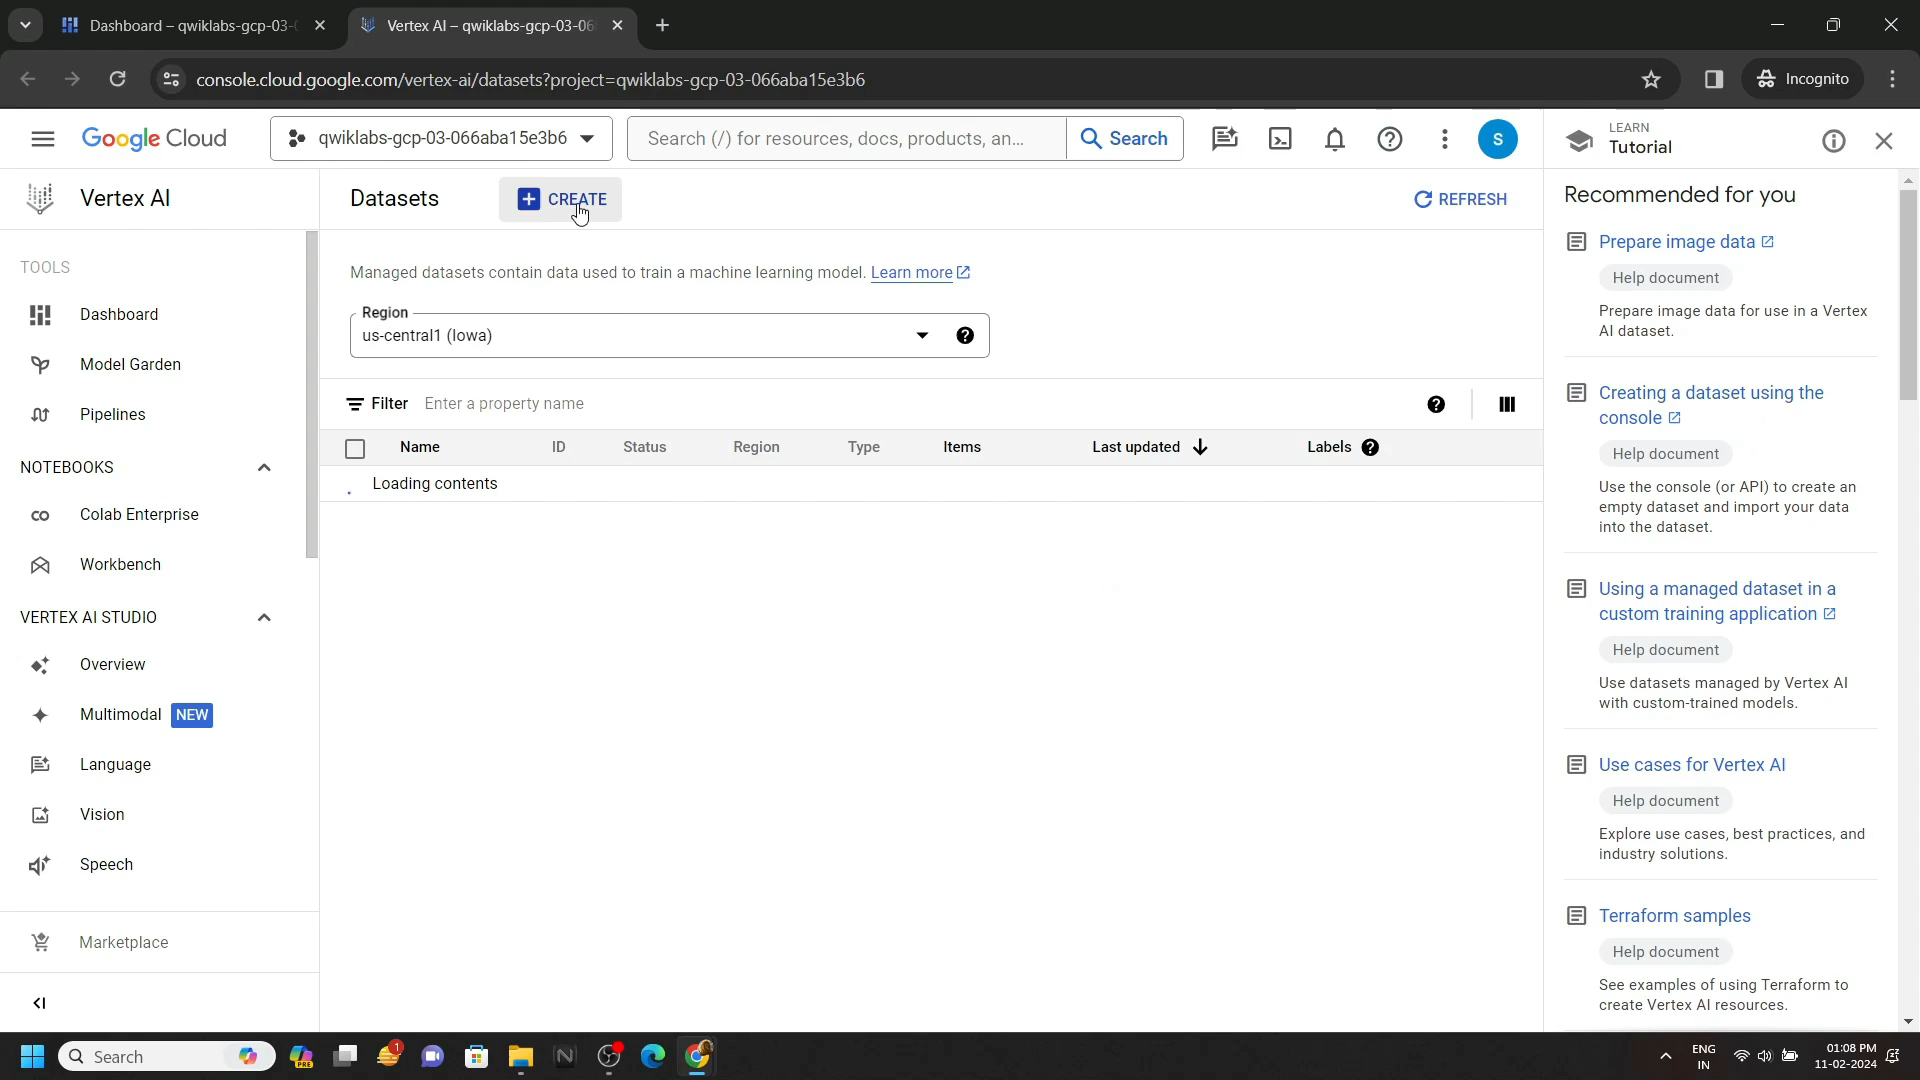 Dashboard – qwiklabs-gcp-03-0
Vertex AI – qwiklabs-gcp-03-06
console.cloud.google.com/vertex-ai/datasets?project=qwiklabs-gcp-03-066aba15e3b6
Incognito
Google Cloud
qwiklabs-gcp-03-066aba15e3b6
Search (/) for resources, docs, products, an...
Search
S
LEARN
Tutorial
Vertex AI
TOOLS
Dashboard
Model Garden
Pipelines
NOTEBOOKS
Colab Enterprise
Workbench
VERTEX AI STUDIO
Overview
Multimodal NEW
Language
Vision
Speech
Marketplace
Datasets
CREATE
REFRESH
Managed datasets contain data used to train a machine learning model. Learn more
Region
us-central1 (Iowa)
Filter Enter a property name
Name ID Status Region Type Items Last updated Labels
Loading contents
Recommended for you
Prepare image data
Help document
Prepare image data for use in a Vertex
AI dataset.
Creating a dataset using the
console
Help document
Use the console (or API) to create an
empty dataset and import your data
into the dataset.
Using a managed dataset in a
custom training application
Help document
Use datasets managed by Vertex AI
with custom-trained models.
Use cases for Vertex AI
Help document
Explore use cases, best practices, and
industry solutions.
Terraform samples
Help document
See examples of using Terraform to
create Vertex AI resources.
Search
PRE
1
ENG
IN
01:08 PM
11-02-2024